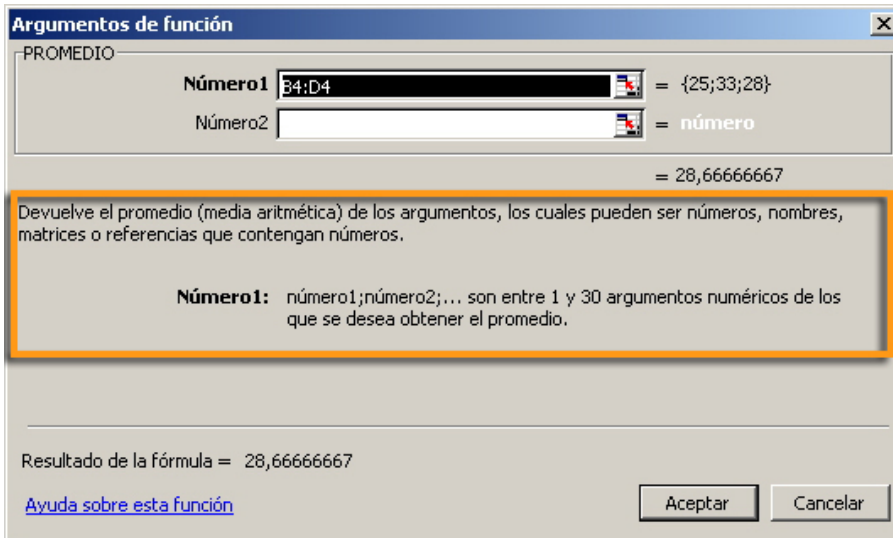 Argumentos de función
PROMEDIO
Número1 B4:D4 = {25;33;28}
Número2 = número
= 28,66666667
Devuelve el promedio (media aritmética) de los argumentos, los cuales pueden ser números, nombres,
matrices o referencias que contengan números.
Número1: número1;número2;... son entre 1 y 30 argumentos numéricos de los
que se desea obtener el promedio.
Resultado de la fórmula = 28,66666667
Ayuda sobre esta función
Aceptar
Cancelar